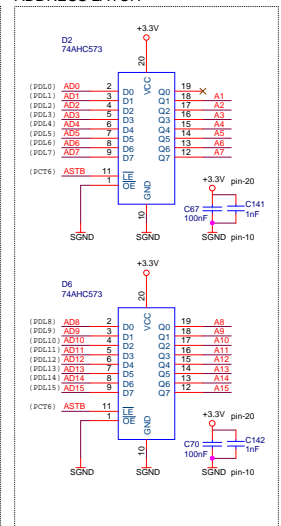 +3.3V
D2
74AHC573
20
VCC
(PDL0) AD0 2 D0 Q0 19
(PDL1) AD1 3 D1 Q1 18 A1
(PDL2) AD2 4 D2 Q2 17 A2
(PDL3) AD3 5 D3 Q3 16 A3
(PDL4) AD4 6 D4 Q4 15 A4
(PDL5) AD5 7 D5 Q5 14 A5
(PDL6) AD6 8 D6 Q6 13 A6
(PDL7) AD7 9 D7 Q7 12 A7
(PCT6) ASTB 11 LE
1 OE
GND
10
+3.3V pin-20
C67
100nF
C141
1nF
SGND
SGND
SGND pin-10
+3.3V
D6
74AHC573
20
VCC
(PDL8) AD8 2 D0 Q0 19 A8
(PDL9) AD9 3 D1 Q1 18 A9
(PDL10) AD10 4 D2 Q2 17 A10
(PDL11) AD11 5 D3 Q3 16 A11
(PDL12) AD12 6 D4 Q4 15 A12
(PDL13) AD13 7 D5 Q5 14 A13
(PDL14) AD14 8 D6 Q6 13 A14
(PDL15) AD15 9 D7 Q7 12 A15
(PCT6) ASTB 11 LE
1 OE
GND
10
+3.3V pin-20
C70
100nF
C142
1nF
SGND
SGND
SGND pin-10